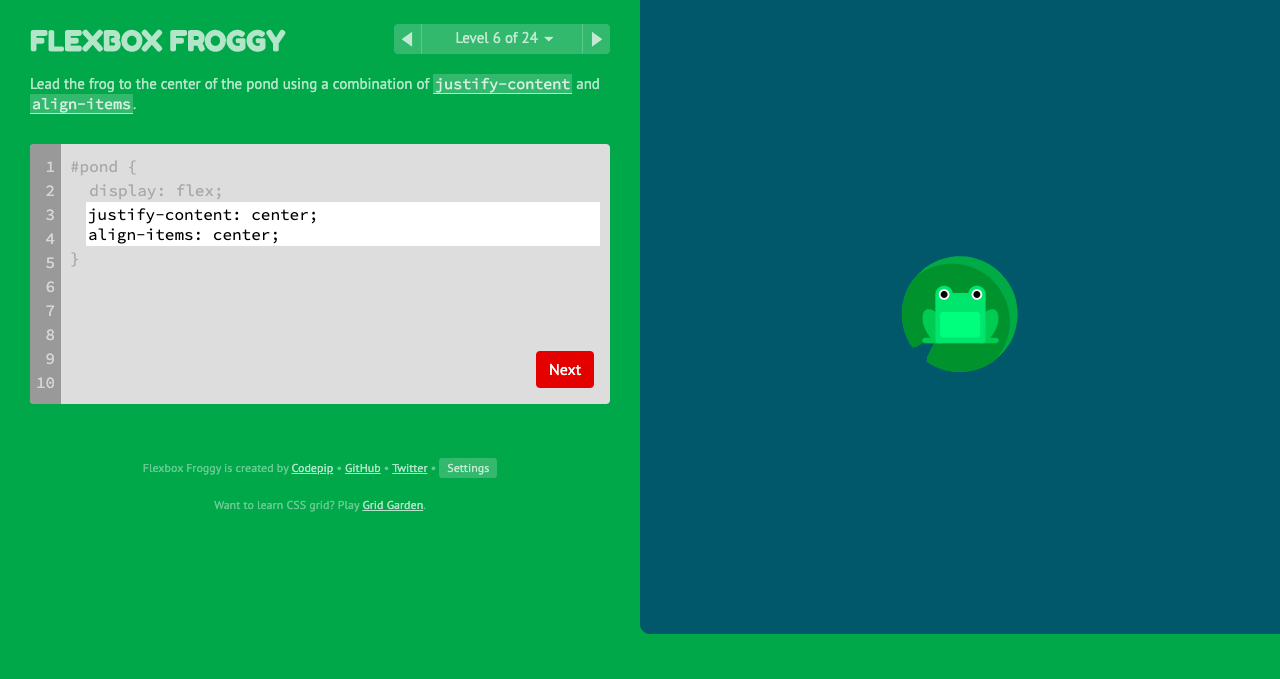 FLEXBOX FROGGY
Level 6 of 24
Lead the frog to the center of the pond using a combination of justify-content and
align-items.
1 #pond {
2 display: flex;
3 justify-content: center;
4 align-items: center;
5 }
6
7
8
9
10
Next
Flexbox Froggy is created by Codepip • GitHub • Twitter • Settings
Want to learn CSS grid? Play Grid Garden.